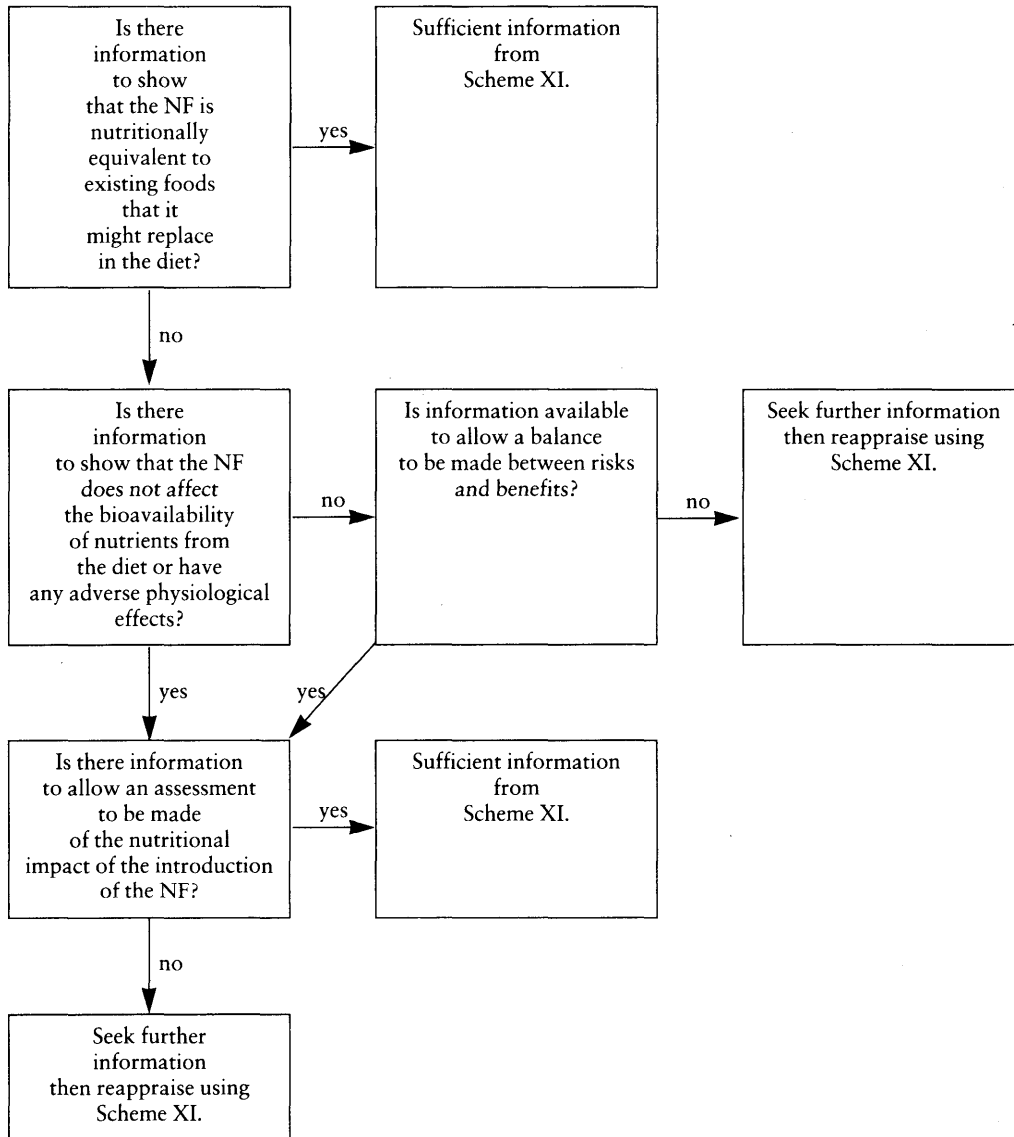 Is there
information
to show
that the NF is
nutritionally
equivalent to
existing foods
that it
might replace
in the diet?
yes
Sufficient information
from
Scheme XI.
no
Is there
information
to show that the NF
does not affect
the bioavailability
of nutrients from
the diet or have
any adverse physiological
effects?
no
Is information available
to allow a balance
to be made between risks
and benefits?
no
Seek further information
then reappraise using
Scheme XI.
yes
yes
Is there information
to allow an assessment
to be made
of the nutritional
impact of the introduction
of the NF?
yes
Sufficient information
from
Scheme XI.
no
Seek further
information
then reappraise using
Scheme XI.